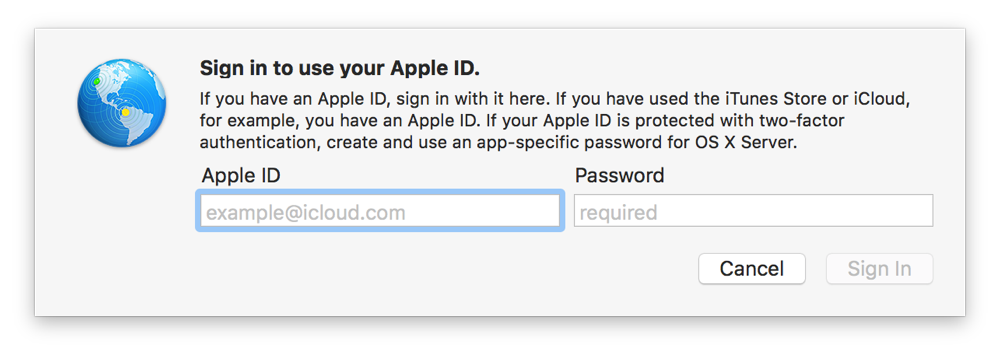 Sign in to use your Apple ID.
If you have an Apple ID, sign in with it here. If you have used the iTunes Store or iCloud,
for example, you have an Apple ID. If your Apple ID is protected with two-factor
authentication, create and use an app-specific password for OS X Server.
Apple ID Password
example@icloud.com required
Cancel Sign In